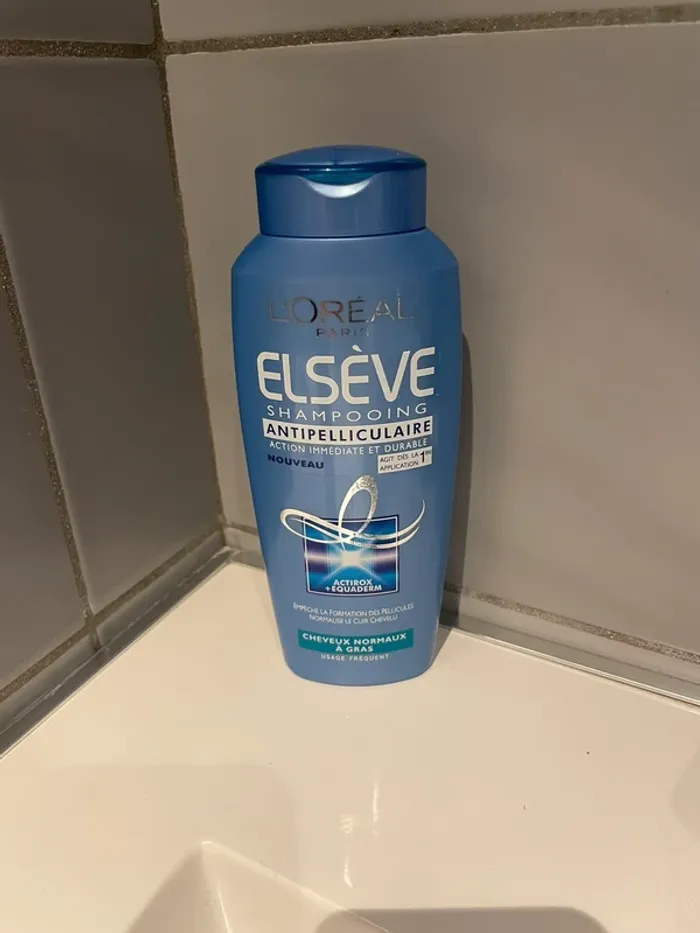 L'ORÉAL
PARIS
ELSÈVE
SHAMPOOING
ANTIPELLICULAIRE
ACTION IMMÉDIATE ET DURABLE
NOUVEAU
AGIT DÈS LA 1ÈRE
APPLICATION
ACTIROX
+EQUADERM
EMPÊCHE LA FORMATION DES PELLICULES
NORMALISE LE CUIR CHEVELU
CHEVEUX NORMAUX
À GRAS
USAGE FRÉQUENT